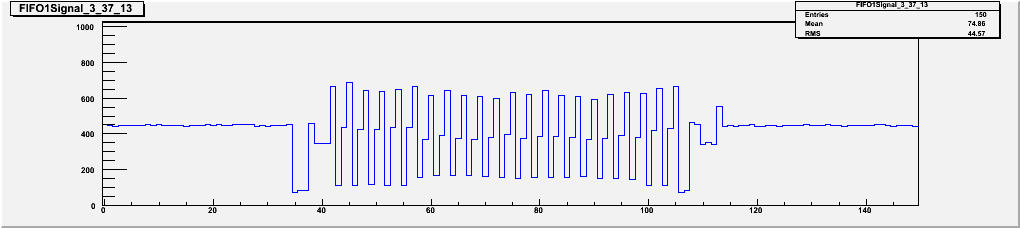 FIFO1Signal_3_37_13
FIFO1Signal_3_37_13
Entries 150
Mean 74.86
RMS 44.57
1000
800
600
400
200
0
0 20 40 60 80 100 120 140